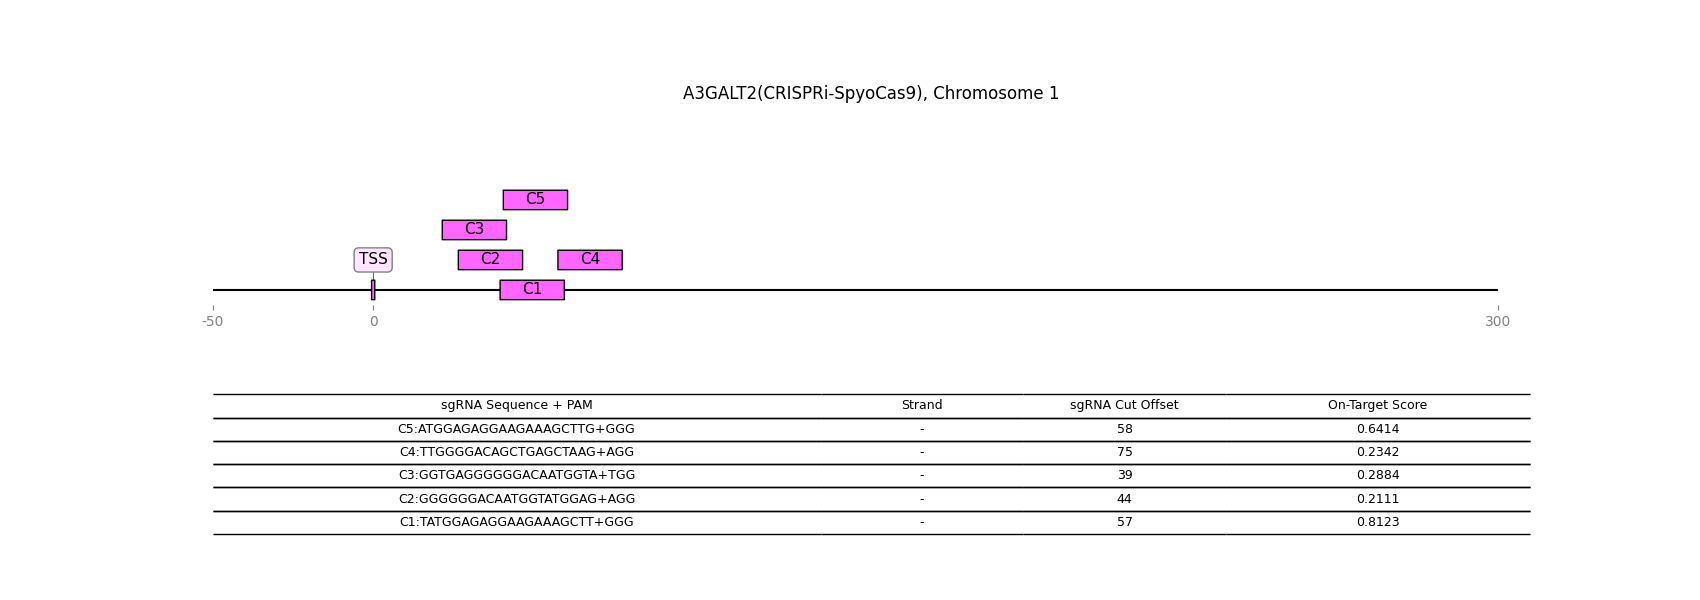 A3GALT2(CRISPRi-SpyoCas9), Chromosome 1
C5
C3
TSS C2 C4
C1
-50 0 300
sgRNA Sequence + PAM Strand sgRNA Cut Offset On-Target Score
C5:ATGGAGAGGAAGAAAGCTTG+GGG - 58 0.6414
C4:TTGGGGACAGCTGAGCTAAG+AGG - 75 0.2342
C3:GGTGAGGGGGGACAATGGTA+TGG - 39 0.2884
C2:GGGGGGACAATGGTATGGAG+AGG - 44 0.2111
C1:TATGGAGAGGAAGAAAGCTT+GGG - 57 0.8123